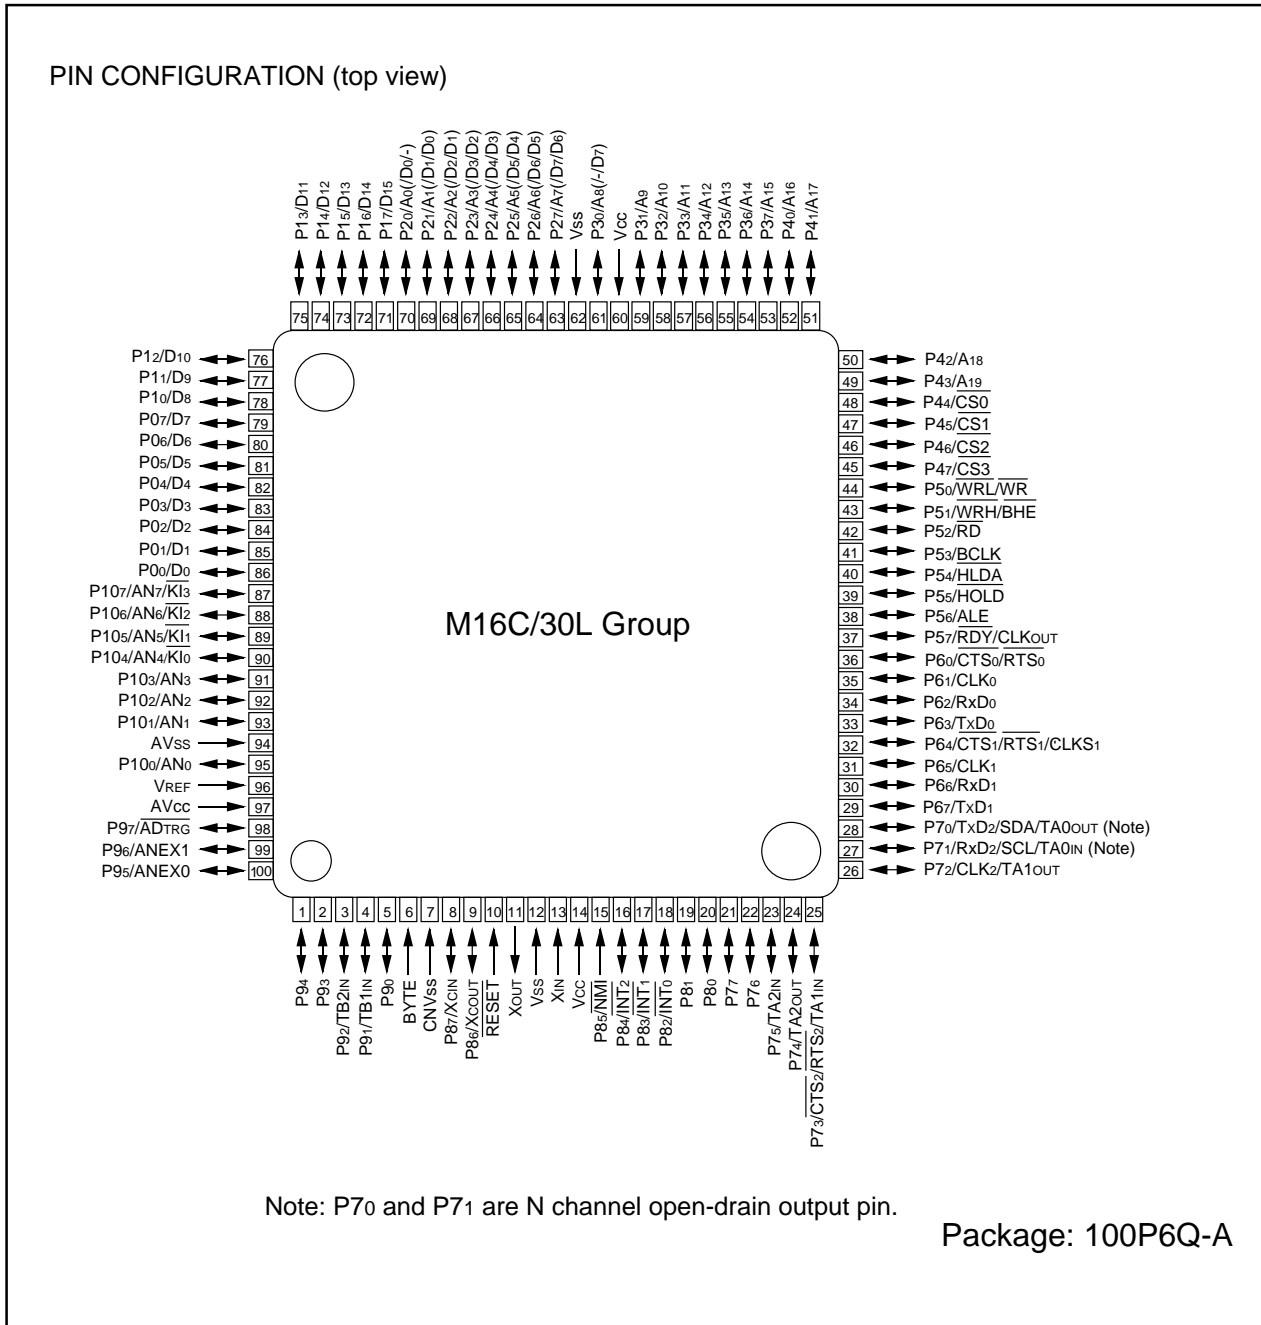 PIN CONFIGURATION (top view)
P13/D11
P14/D12
P15/D13
P16/D14
P17/D15
P20/A0(/D0/-)
P21/A1(/D1/D0)
P22/A2(/D2/D1)
P23/A3(/D3/D2)
P24/A4(/D4/D3)
P25/A5(/D5/D4)
P26/A6(/D6/D5)
P27/A7(/D7/D6)
Vss
P30/A8(/-/D7)
Vcc
P31/A9
P32/A10
P33/A11
P34/A12
P35/A13
P36/A14
P37/A15
P40/A16
P41/A17
75 74 73 72 71 70 69 68 67 66 65 64 63 62 61 60 59 58 57 56 55 54 53 52 51
P12/D10 76
P11/D9 77
P10/D8 78
P07/D7 79
P06/D6 80
P05/D5 81
P04/D4 82
P03/D3 83
P02/D2 84
P01/D1 85
P00/D0 86
P107/AN7/KI3 87
P106/AN6/KI2 88
P105/AN5/KI1 89
P104/AN4/KI0 90
P103/AN3 91
P102/AN2 92
P101/AN1 93
AVSS 94
P100/AN0 95
VREF 96
AVcc 97
P97/ADTRG 98
P96/ANEX1 99
P95/ANEX0 100
M16C/30L Group
50 P42/A18
49 P43/A19
48 P44/CS0
47 P45/CS1
46 P46/CS2
45 P47/CS3
44 P50/WRL/WR
43 P51/WRH/BHE
42 P52/RD
41 P53/BCLK
40 P54/HLDA
39 P55/HOLD
38 P56/ALE
37 P57/RDY/CLKOUT
36 P60/CTS0/RTS0
35 P61/CLK0
34 P62/RxD0
33 P63/TxD0
32 P64/CTS1/RTS1/CLKS1
31 P65/CLK1
30 P66/RxD1
29 P67/TxD1
28 P70/TxD2/SDA/TA0OUT (Note)
27 P71/RxD2/SCL/TA0IN (Note)
26 P72/CLK2/TA1OUT
1 2 3 4 5 6 7 8 9 10 11 12 13 14 15 16 17 18 19 20 21 22 23 24 25
P94
P93
P92/TB2IN
P91/TB1IN
P90
BYTE
CNVss
P87/XCIN
P86/XCOUT
RESET
XOUT
Vss
XIN
Vcc
P85/NMI
P84/INT2
P83/INT1
P82/INT0
P81
P80
P77
P76
P75/TA2IN
P74/TA2OUT
P73/CTS2/RTS2/TA1IN
Note: P70 and P71 are N channel open-drain output pin.
Package: 100P6Q-A